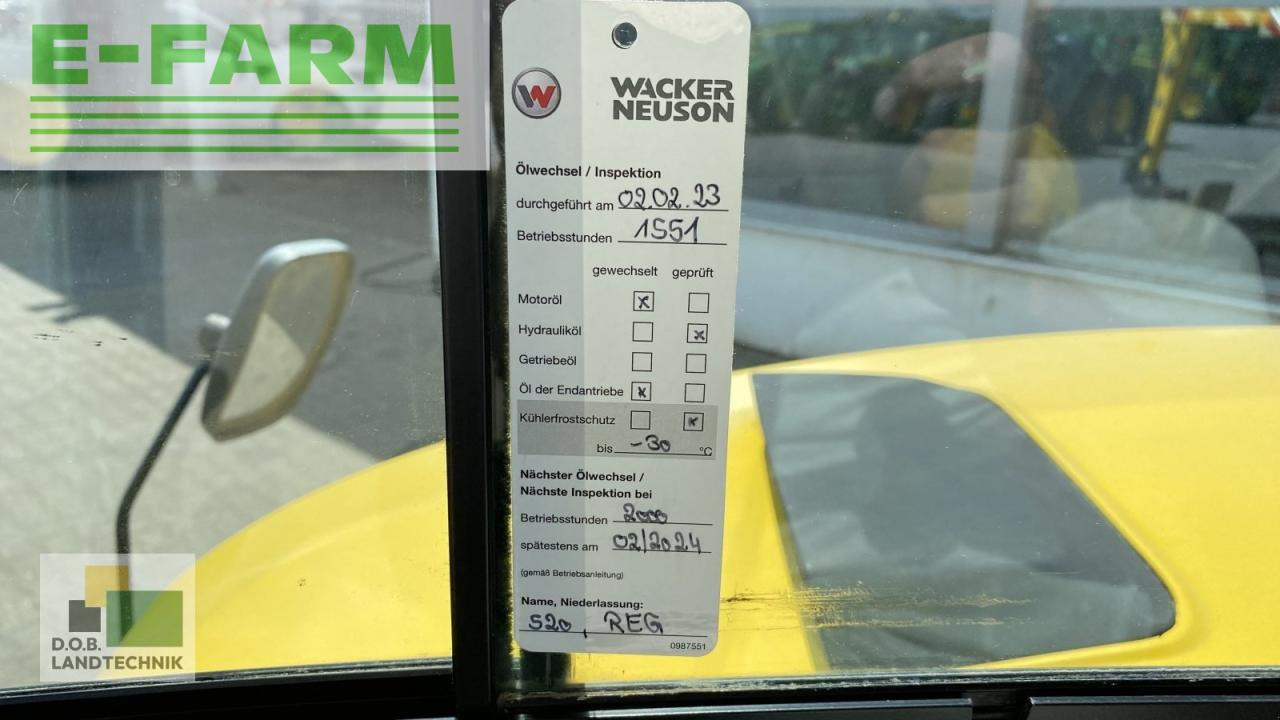 E-FARM
W
WACKER
NEUSON
Ölwechsel / Inspektion
durchgeführt am 02.02.23
Betriebsstunden 1551
gewechselt geprüft
Motoröl x
Hydrauliköl x
Getriebeöl
Öl der Endantriebe x
Kühlerfrostschutz x
bis -30 °C
Nächster Ölwechsel /
Nächste Inspektion bei
Betriebsstunden 2000
spätestens am 02/2024
(gemäß Betriebsanleitung)
Name, Niederlassung:
520, REG
0987551
D.O.B.
LANDTECHNIK